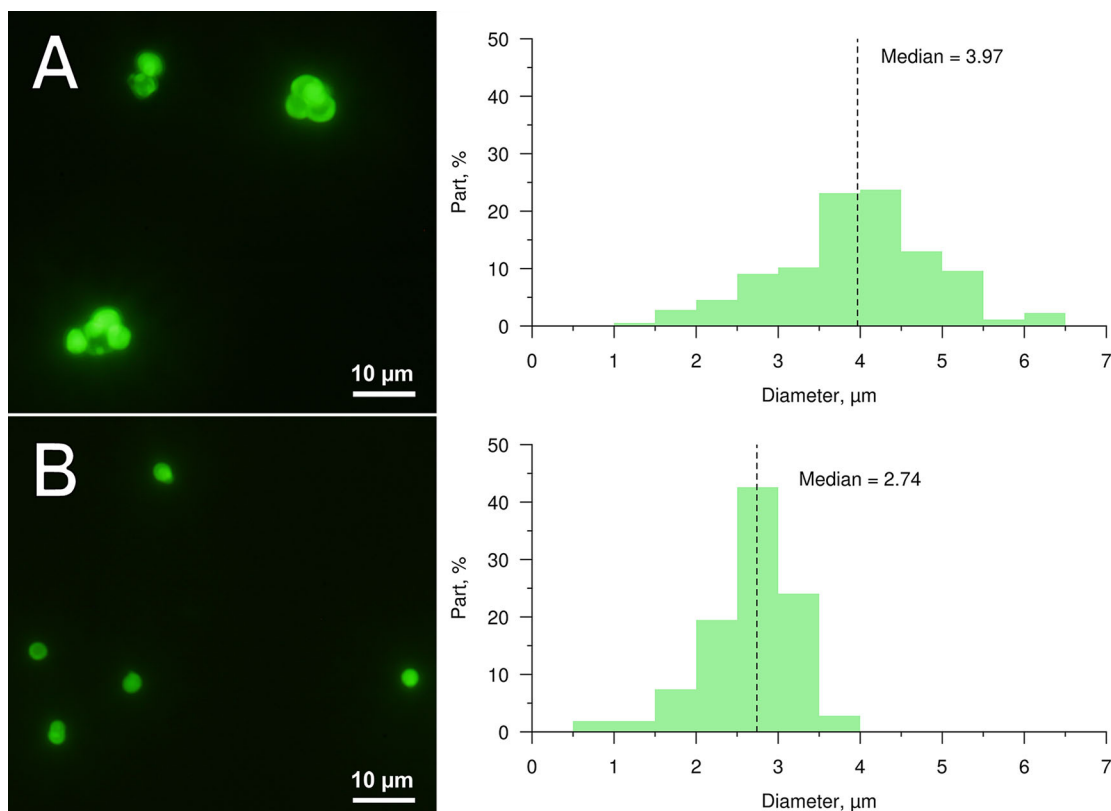 A
10 µm
50
40
30
20
10
0
Part, %
Median = 3.97
0 1 2 3 4 5 6 7
Diameter, µm
B
10 µm
50
40
30
20
10
0
Part, %
Median = 2.74
0 1 2 3 4 5 6 7
Diameter, µm